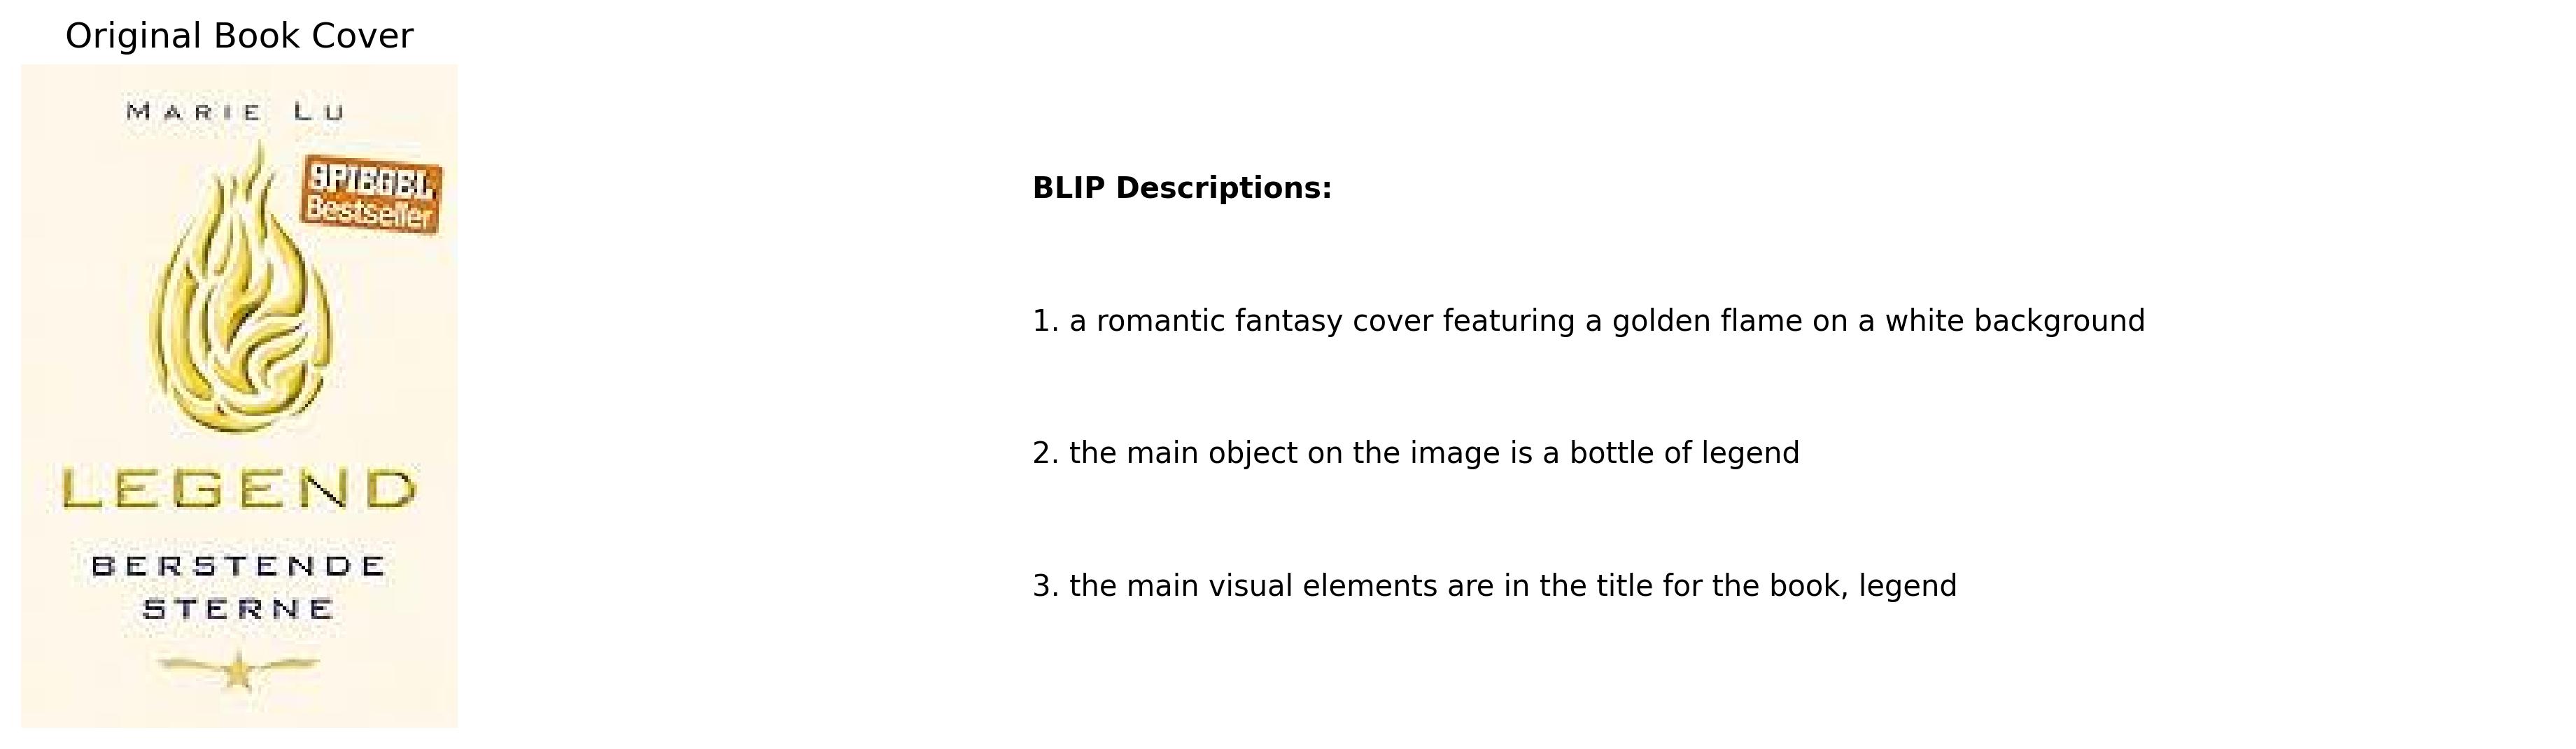 Original Book Cover
MARIE LU
SPIEGEL
Bestseller
LEGEND
BERSTENDE
STERNE
BLIP Descriptions:
1. a romantic fantasy cover featuring a golden flame on a white background
2. the main object on the image is a bottle of legend
3. the main visual elements are in the title for the book, legend